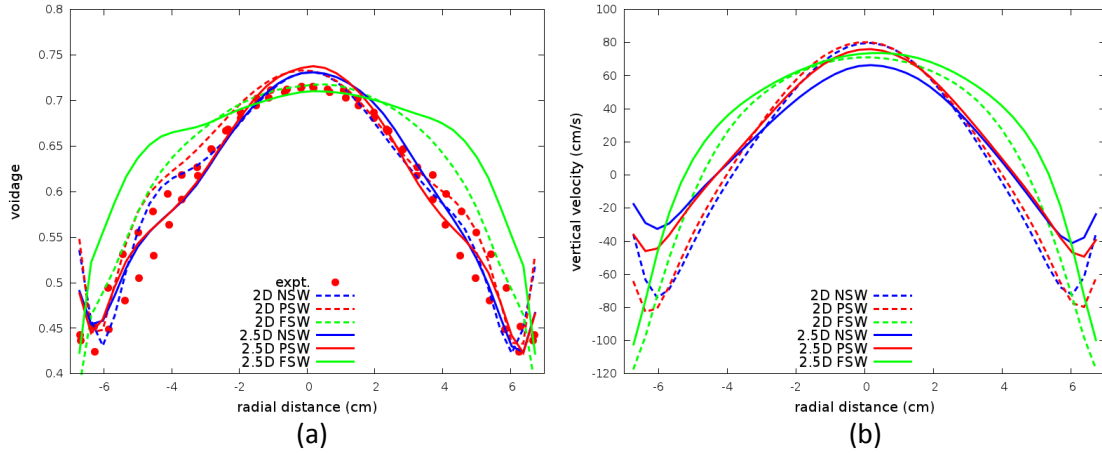 0.8
0.75
0.7
0.65
0.6
0.55
0.5
0.45
0.4
voidage
-6
-4
-2
0
2
4
6
radial distance (cm)
expt.
2D NSW
2D PSW
2D FSW
2.5D NSW
2.5D PSW
2.5D FSW
(a)
100
80
60
40
20
0
-20
-40
-60
-80
-100
-120
vertical velocity (cm/s)
-6
-4
-2
0
2
4
6
radial distance (cm)
2D NSW
2D PSW
2D FSW
2.5D NSW
2.5D PSW
2.5D FSW
(b)